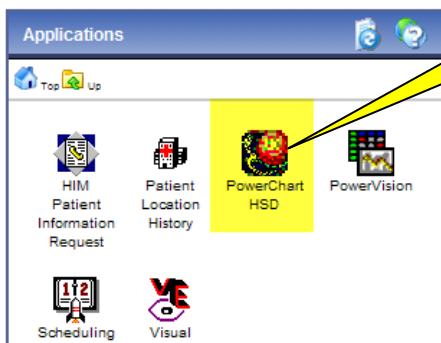 Applications
Top Up
HIM Patient Information Request
Patient Location History
PowerChart HSD
PowerVision
Scheduling
Visual